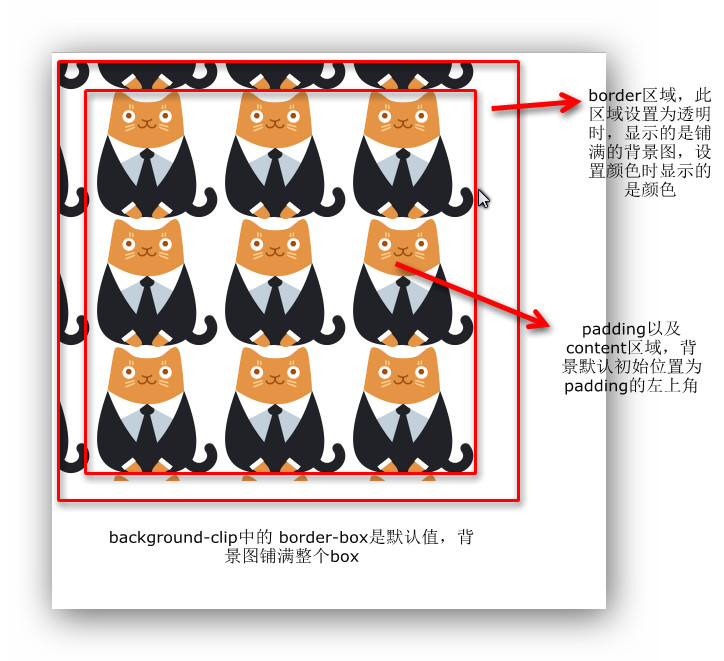 border区域，此
区域设置为透明
时，显示的是铺
满的背景图，设
置颜色时显示的
是颜色
padding以及
content区域，背
景默认初始位置为
padding的左上角
background-clip中的 border-box是默认值，背
景图铺满整个box